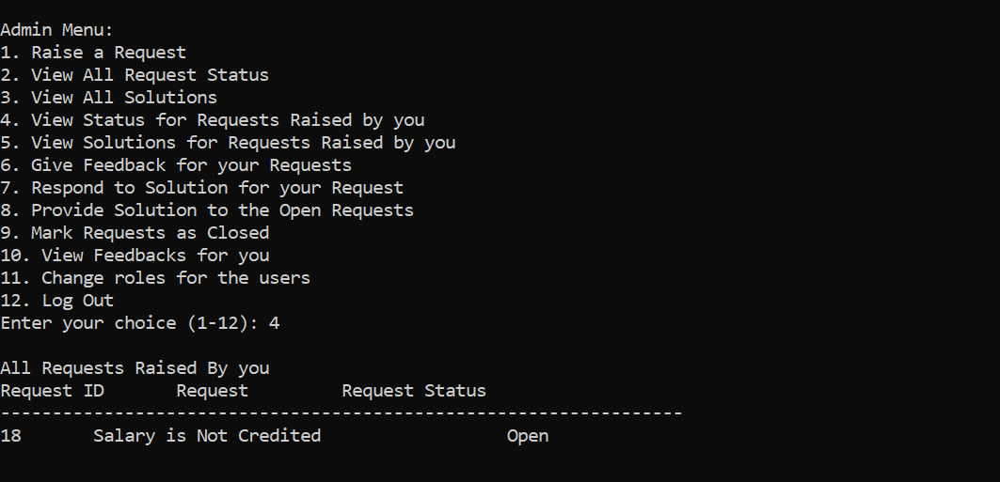 Admin Menu:
1. Raise a Request
2. View All Request Status
3. View All Solutions
4. View Status for Requests Raised by you
5. View Solutions for Requests Raised by you
6. Give Feedback for your Requests
7. Respond to Solution for your Request
8. Provide Solution to the Open Requests
9. Mark Requests as Closed
10. View Feedbacks for you
11. Change roles for the users
12. Log Out
Enter your choice (1-12): 4
All Requests Raised By you
Request ID       Request         Request Status
------------------------------------------------------------------
18       Salary is Not Credited                  Open